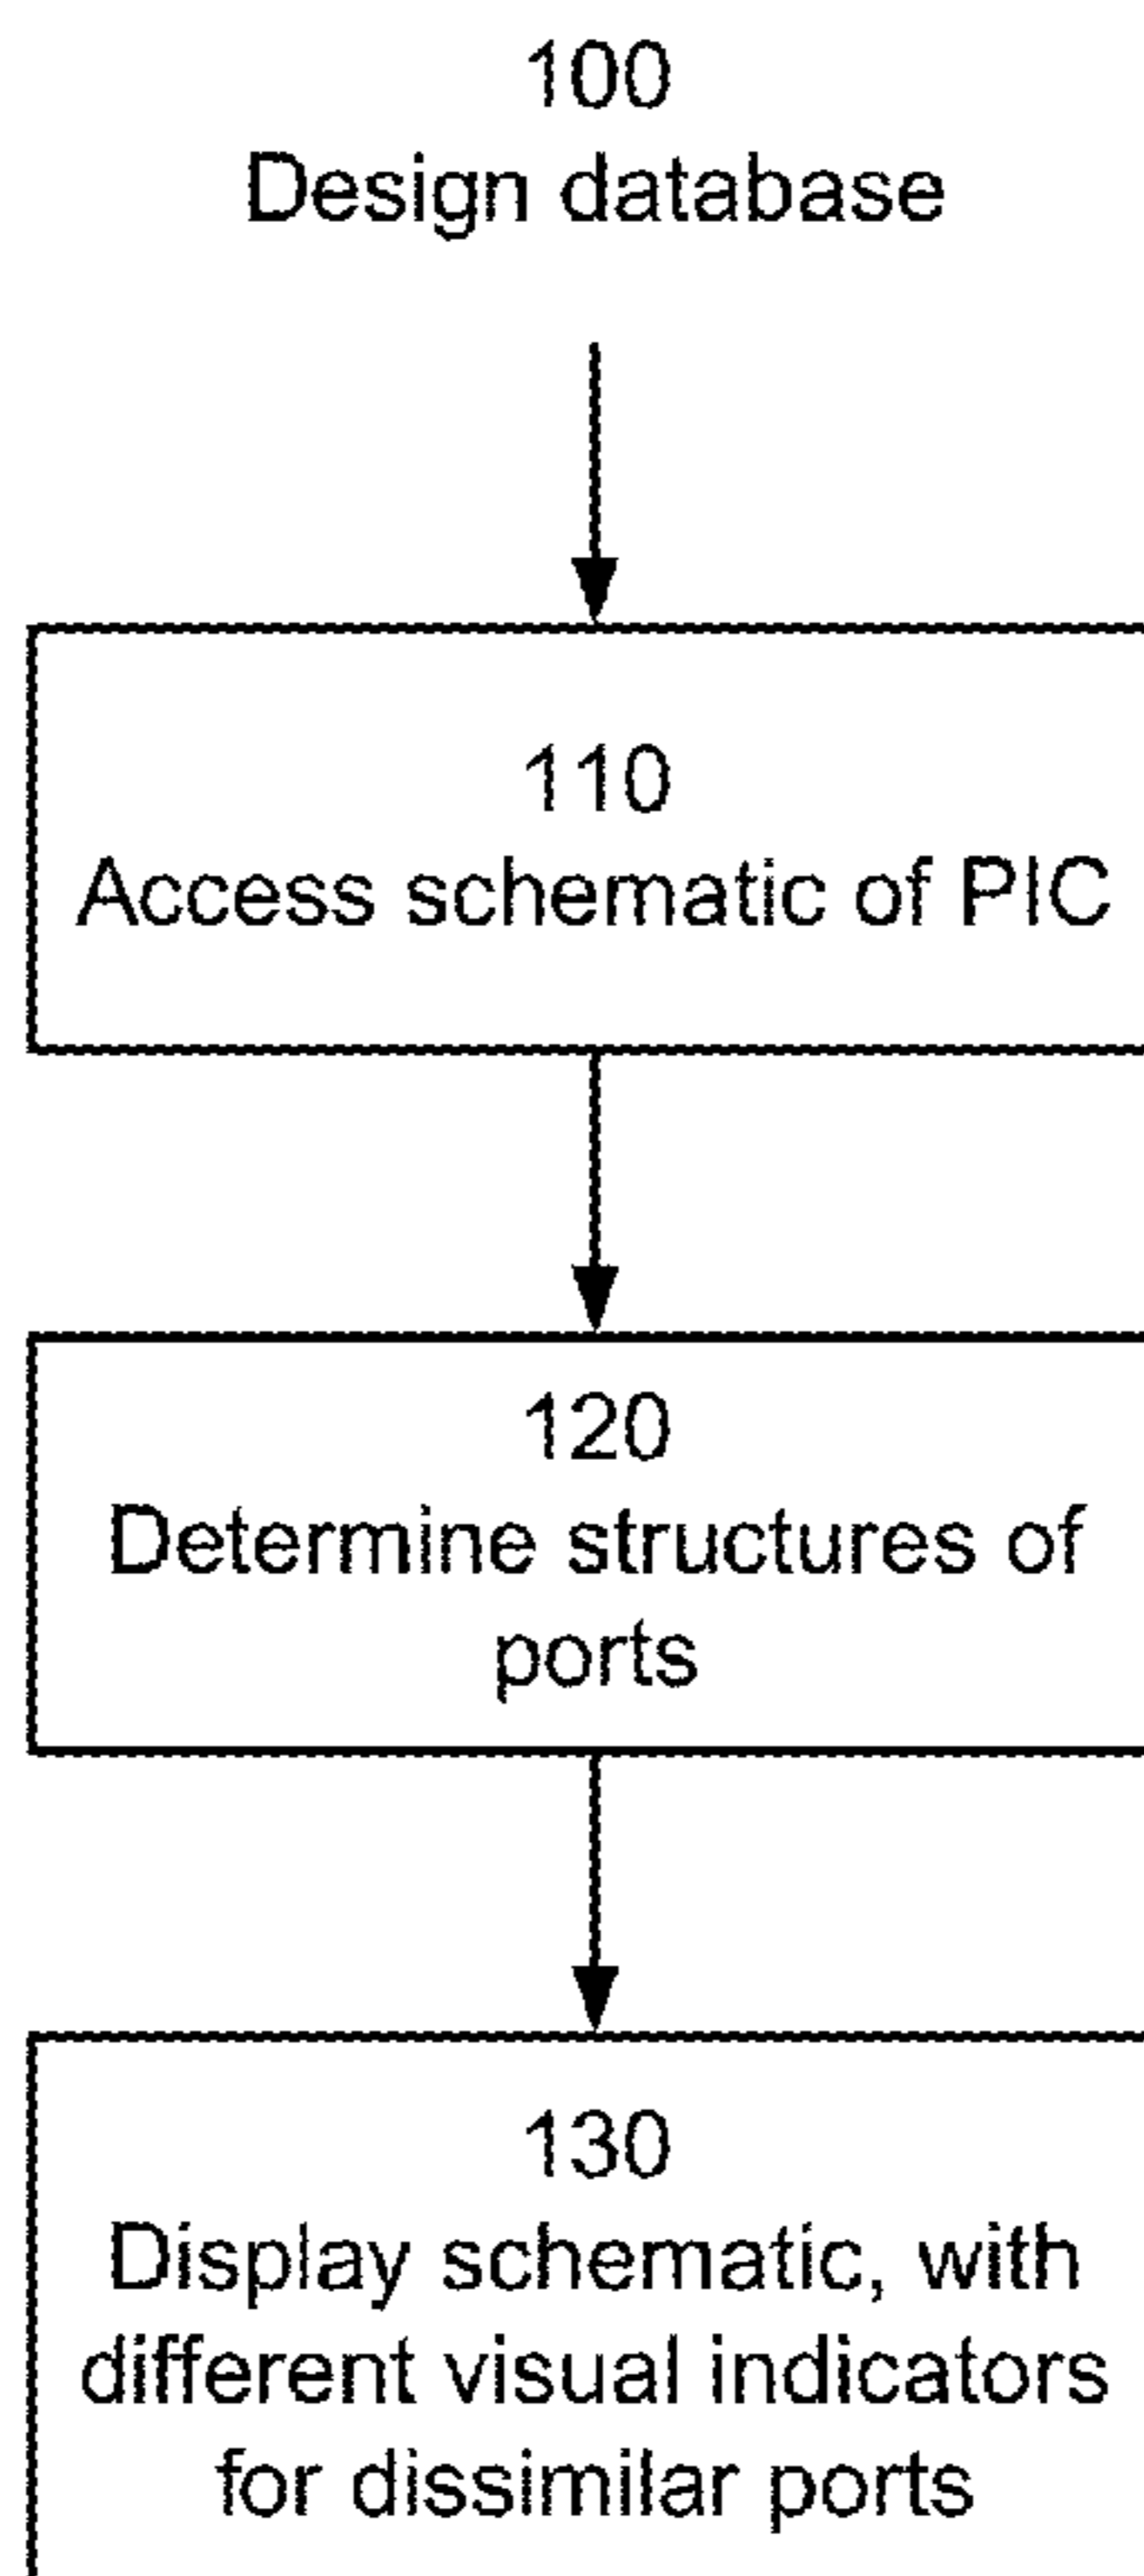 100
Design database
110
Access schematic of PIC
120
Determine structures of
ports
130
Display schematic, with
different visual indicators
for dissimilar ports